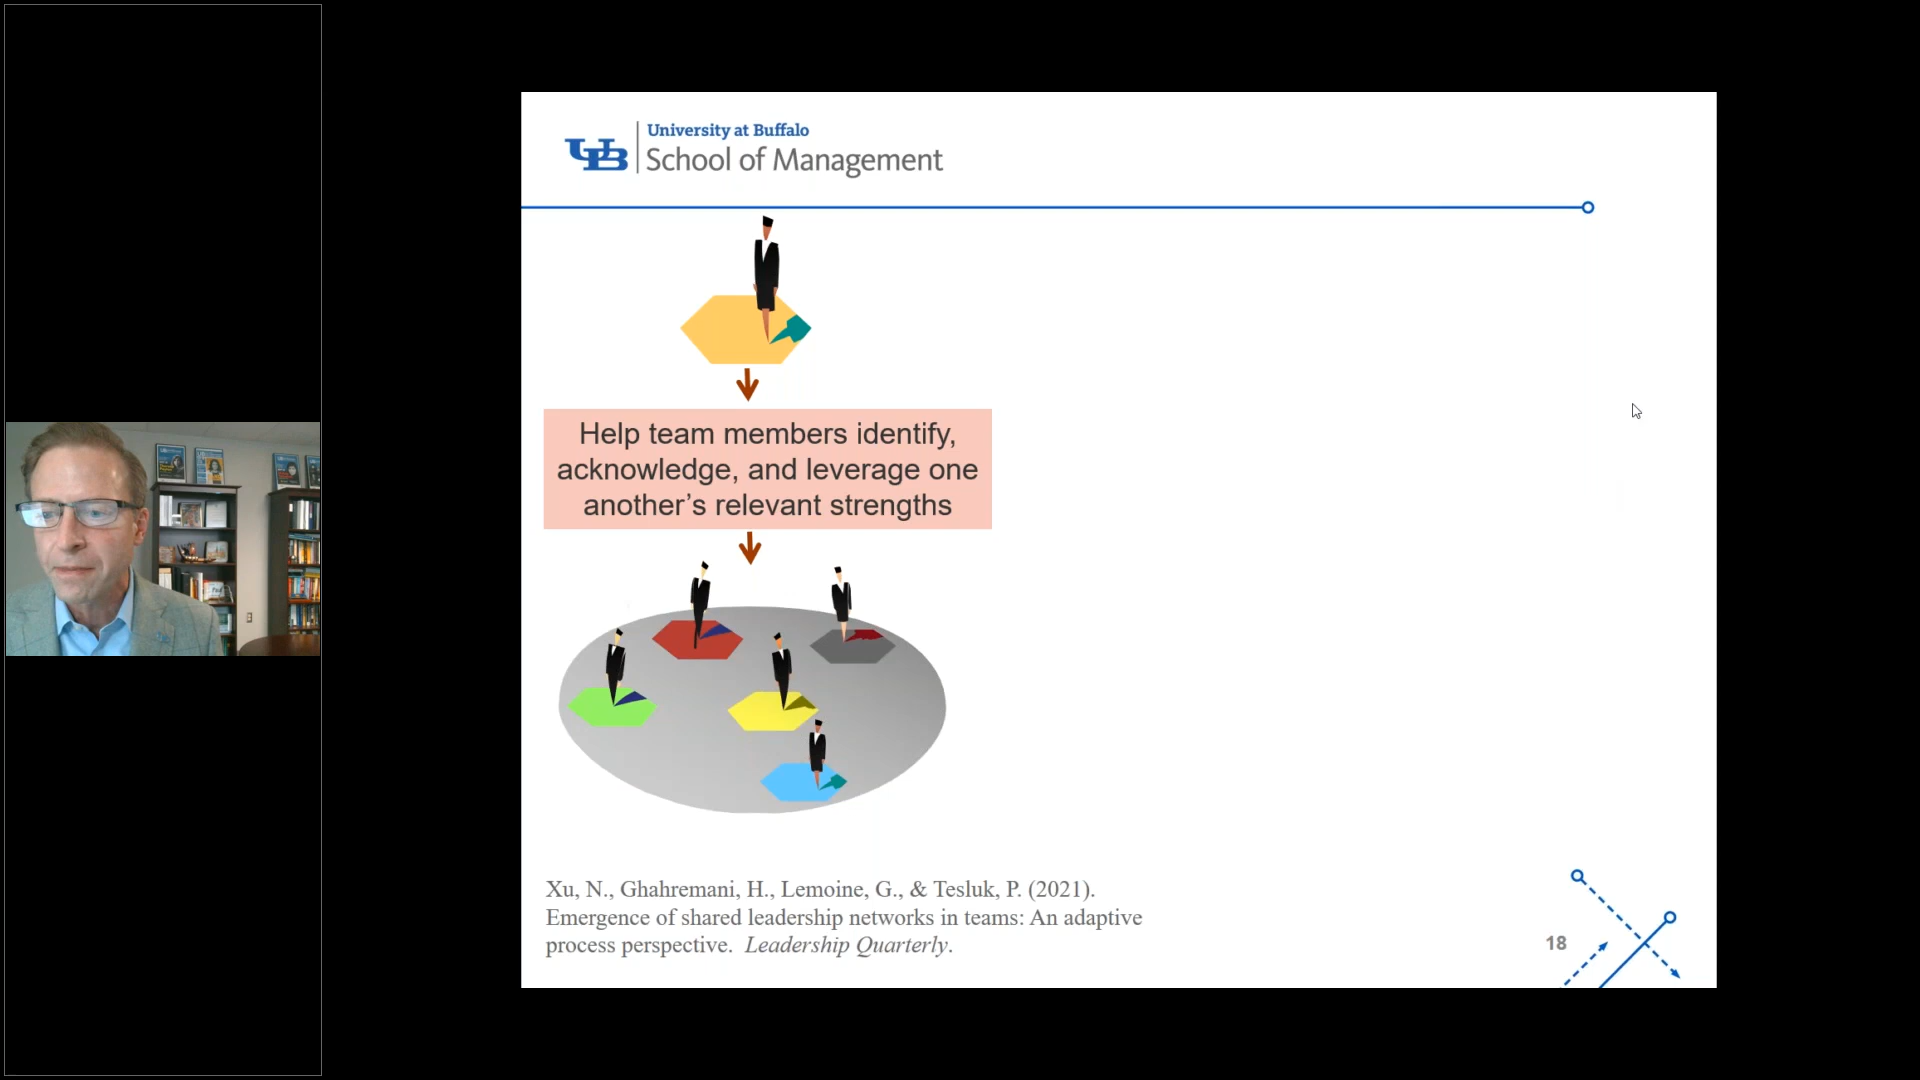 University at Buffalo
UB
School of Management
Help team members identify,
acknowledge, and leverage one
another’s relevant strengths
Xu, N., Ghahremani, H., Lemoine, G., & Tesluk, P. (2021).
Emergence of shared leadership networks in teams: An adaptive
process perspective. Leadership Quarterly.
18